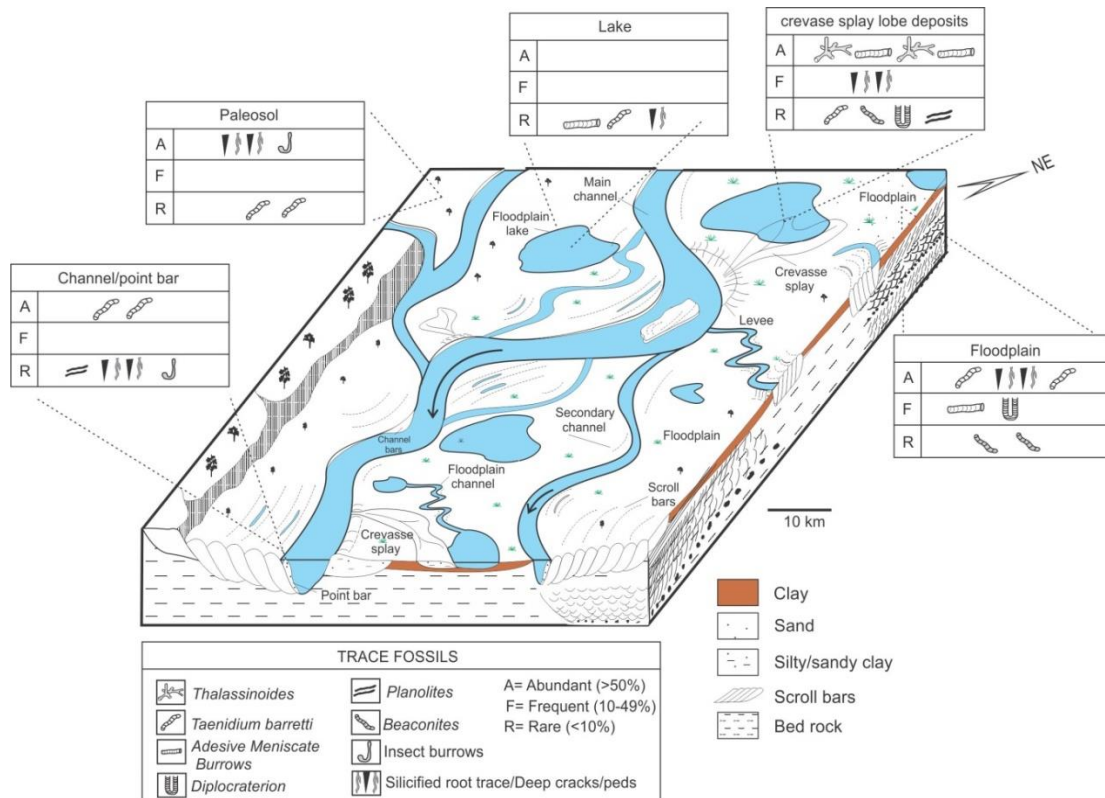 Lake
A
F
R
crevase splay lobe deposits
A
F
R
Paleosol
A
F
R
NE
Main
channel
Floodplain
Floodplain
lake
Crevasse
splay
Channel/point bar
A
F
R
Levee
Floodplain
A
F
R
Secondary
channel
Floodplain
Channel
bars
Floodplain
channel
Scroll
bars
10 km
Crevasse
splay
Point bar
Clay
Sand
Silty/sandy clay
Scroll bars
Bed rock
TRACE FOSSILS
Thalassinoides
Taenidium barretti
Adesive Meniscate
Burrows
Diplocraterion
Planolites
Beaconites
Insect burrows
Silicified root trace/Deep cracks/peds
A= Abundant (>50%)
F= Frequent (10-49%)
R= Rare (<10%)